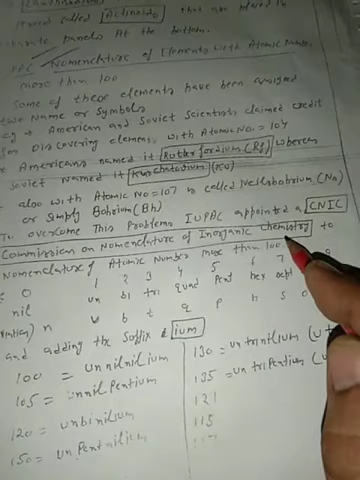 Period called Actinoids that are placed in
separate panels At the bottom.
Nomenclature of Elements with Atomic Number
more than 100
Some of these elements have been assigned
two Name or Symbols
eg → American and Soviet Scientists claimed credit
for Discovering element with Atomic No. = 104
Americans named it Rutherfordium (Rf) whereas
Soviet named it Kurchatovium (Ku)
also with Atomic No = 107 is called Neilsbohrium (Ns)
or Simply Bohrium (Bh)
To overcome This Problems IUPAC appointed a CNIC
Commission on Nomenclature of Inorganic Chemistry to
Nomenclature of Atomic Number more than 100
0 1 2 3 4 5 6 7 8 9
nil un bi tri quad Pent hex sept
n u b t q P h s o
and adding the Suffix ium
100 = unnilnilium
105 = unnilPentium
120 = unbinilium
150 = unPentnilium
130 = untrinilium (U
135 = untriPentium (U
121
115